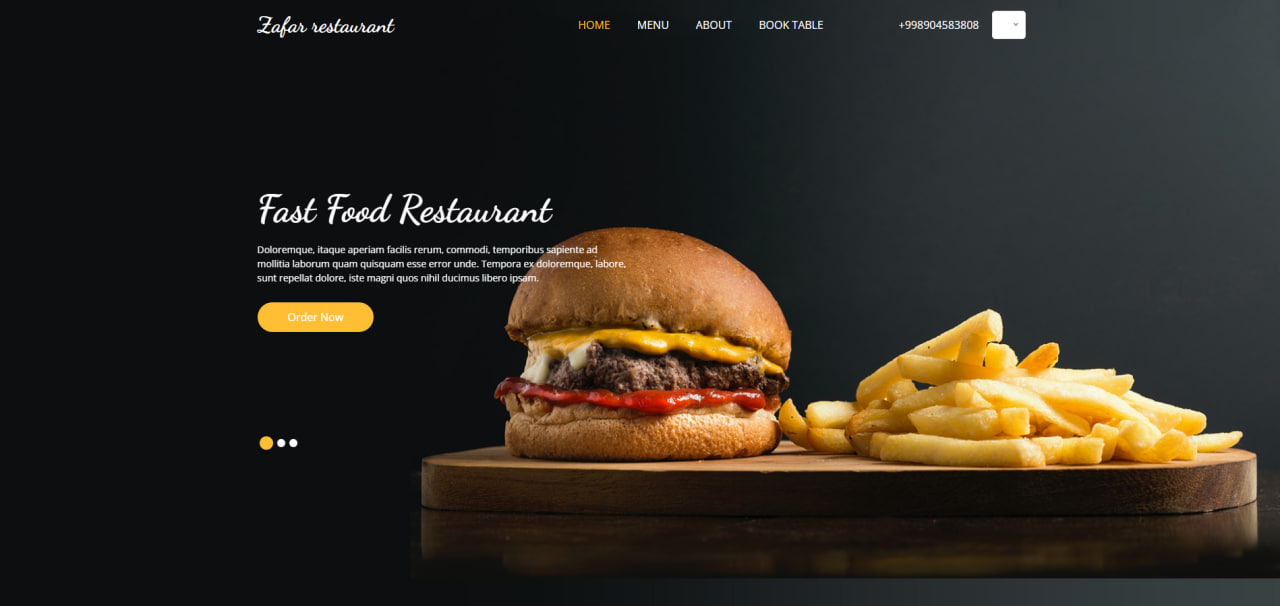 Zafar restaurant
HOME MENU ABOUT BOOK TABLE
+998904583808
Fast Food Restaurant
Doloremque, itaque aperiam facilis rerum, commodi, temporibus sapiente ad
mollitia laborum quam quisquam esse error unde. Tempora ex doloremque, labore,
sunt repellat dolore, iste magni quos nihil ducimus libero ipsam.
Order Now